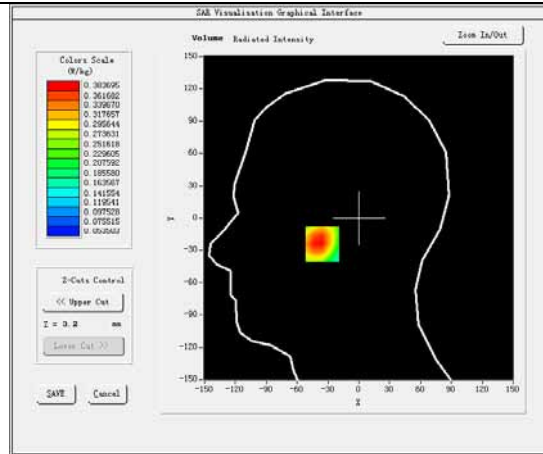 SAR Visualisation Graphical Interface
Volume Radiated Intensity
Zoom In/Out
Colors Scale
(W/kg)
0.383695
0.361682
0.339670
0.317657
0.295644
0.273631
0.251618
0.229605
0.207592
0.185580
0.163567
0.141554
0.119541
0.097528
0.075515
0.053503
Z-Cuts Control
<< Upper Cut
Z = 3.2 mm
Lower Cut >>
SAVE Cancel
150
120
90
60
30
0
-30
-60
-90
-120
-150
Y
-150 -120 -90 -60 -30 0 30 60 90 120 150
X